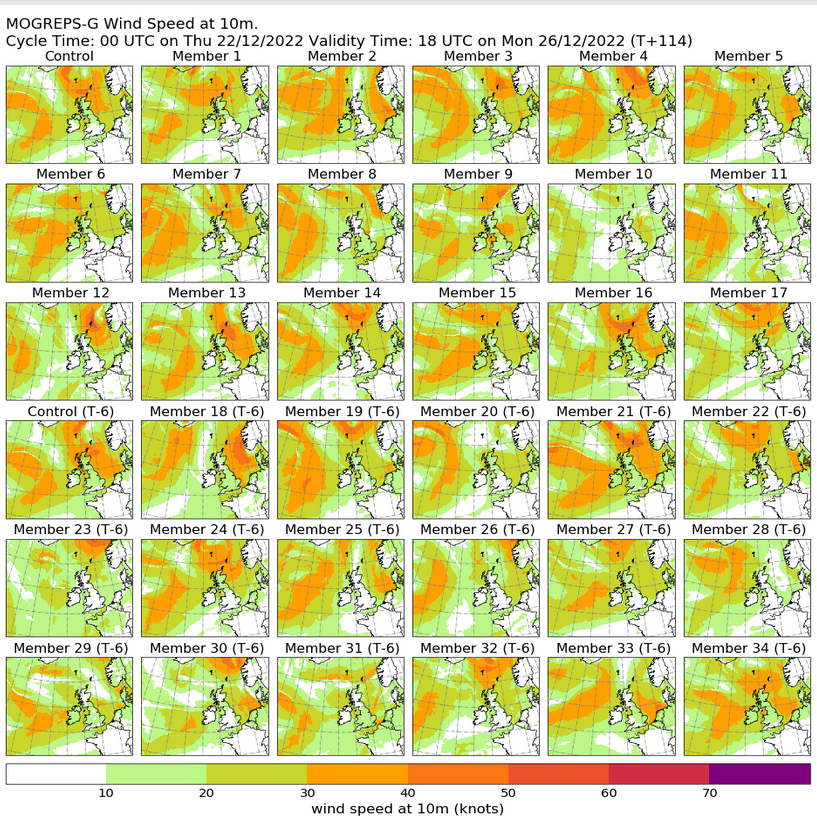 MOGREPS-G Wind Speed at 10m.
Cycle Time: 00 UTC on Thu 22/12/2022 Validity Time: 18 UTC on Mon 26/12/2022 (T+114)
Control Member 1 Member 2 Member 3 Member 4 Member 5
Member 6 Member 7 Member 8 Member 9 Member 10 Member 11
Member 12 Member 13 Member 14 Member 15 Member 16 Member 17
Control (T-6) Member 18 (T-6) Member 19 (T-6) Member 20 (T-6) Member 21 (T-6) Member 22 (T-6)
Member 23 (T-6) Member 24 (T-6) Member 25 (T-6) Member 26 (T-6) Member 27 (T-6) Member 28 (T-6)
Member 29 (T-6) Member 30 (T-6) Member 31 (T-6) Member 32 (T-6) Member 33 (T-6) Member 34 (T-6)
10 20 30 40 50 60 70
wind speed at 10m (knots)